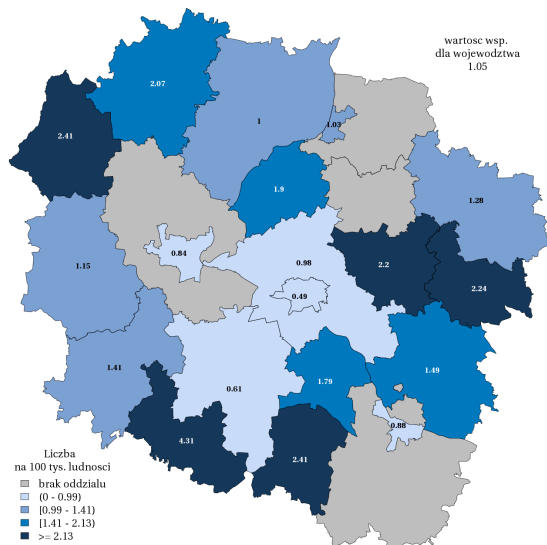 wartosc wsp.
dla wojewodztwa
1.05
2.07
1
1.03
2.41
1.9
1.28
0.84
0.98
2.2
1.15
2.24
0.49
1.41
0.61
1.79
1.49
0.88
4.31
2.41
Liczba
na 100 tys. ludnosci
brak oddzialu
(0 - 0.99)
[0.99 - 1.41)
[1.41 - 2.13)
>= 2.13